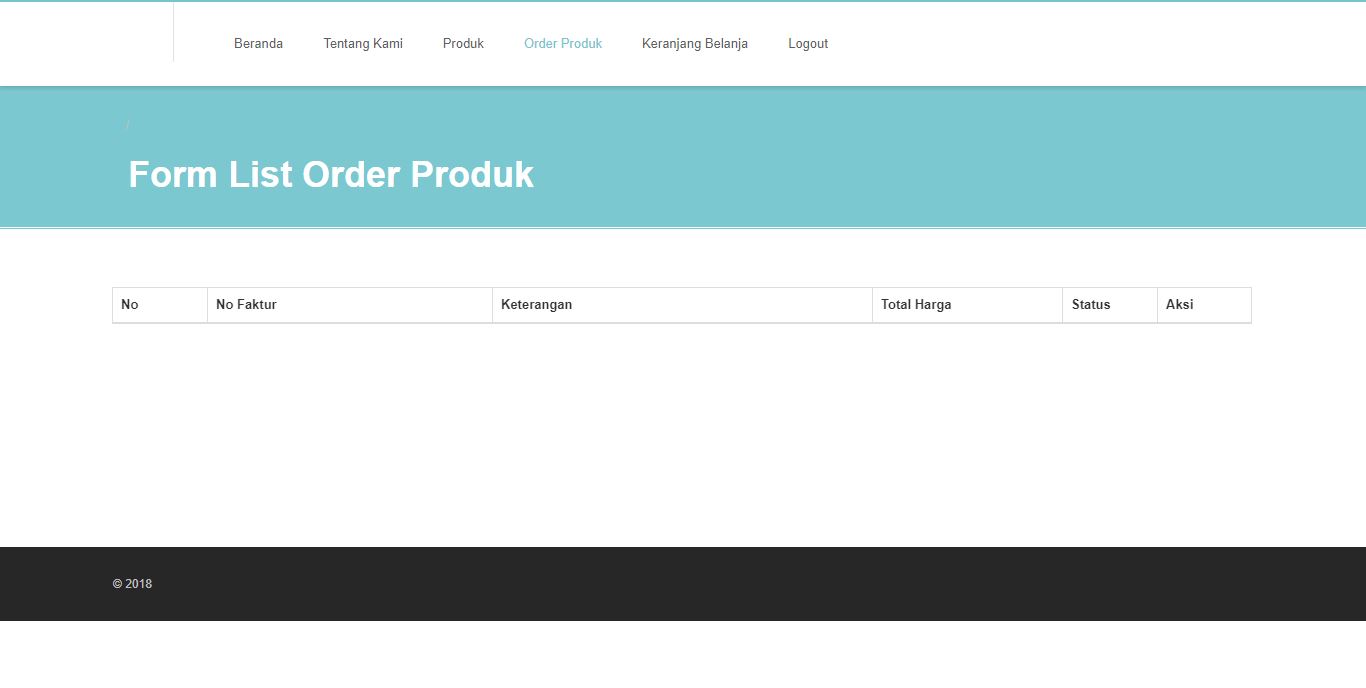 Beranda Tentang Kami Produk Order Produk Keranjang Belanja Logout
/
Form List Order Produk
No No Faktur Keterangan Total Harga Status Aksi
© 2018